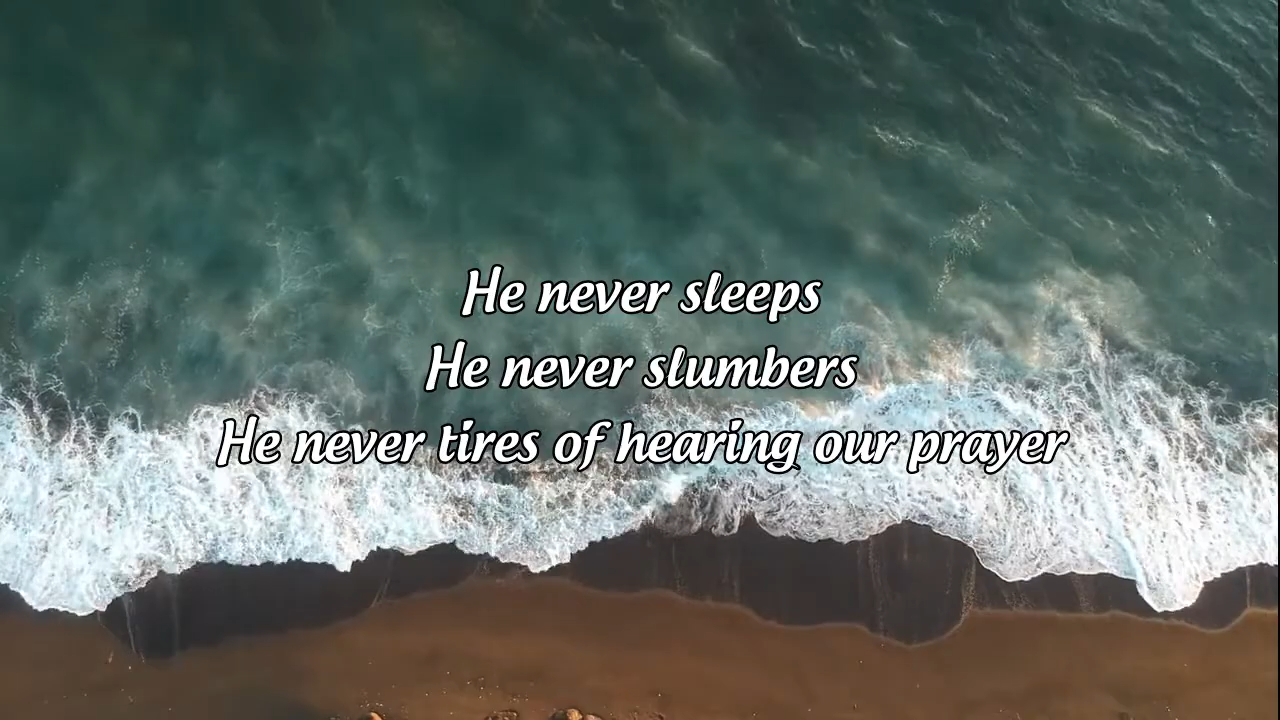 He never sleeps
He never slumbers
He never tires of hearing our prayer